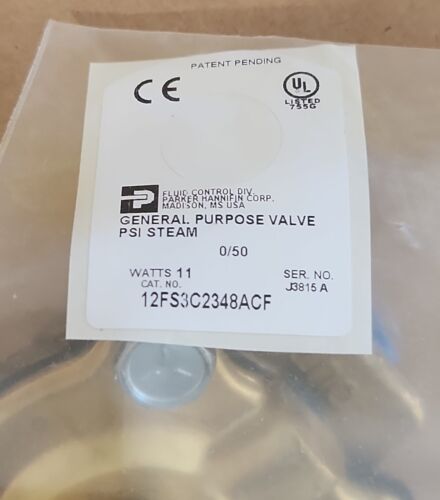 PATENT PENDING
CE
UL
LISTED
755G
FLUID CONTROL DIV.
PARKER HANNIFIN CORP.
MADISON, MS USA
GENERAL PURPOSE VALVE
PSI STEAM
0/50
WATTS 11
SER. NO.
CAT. NO.
J3815 A
12FS3C2348ACF